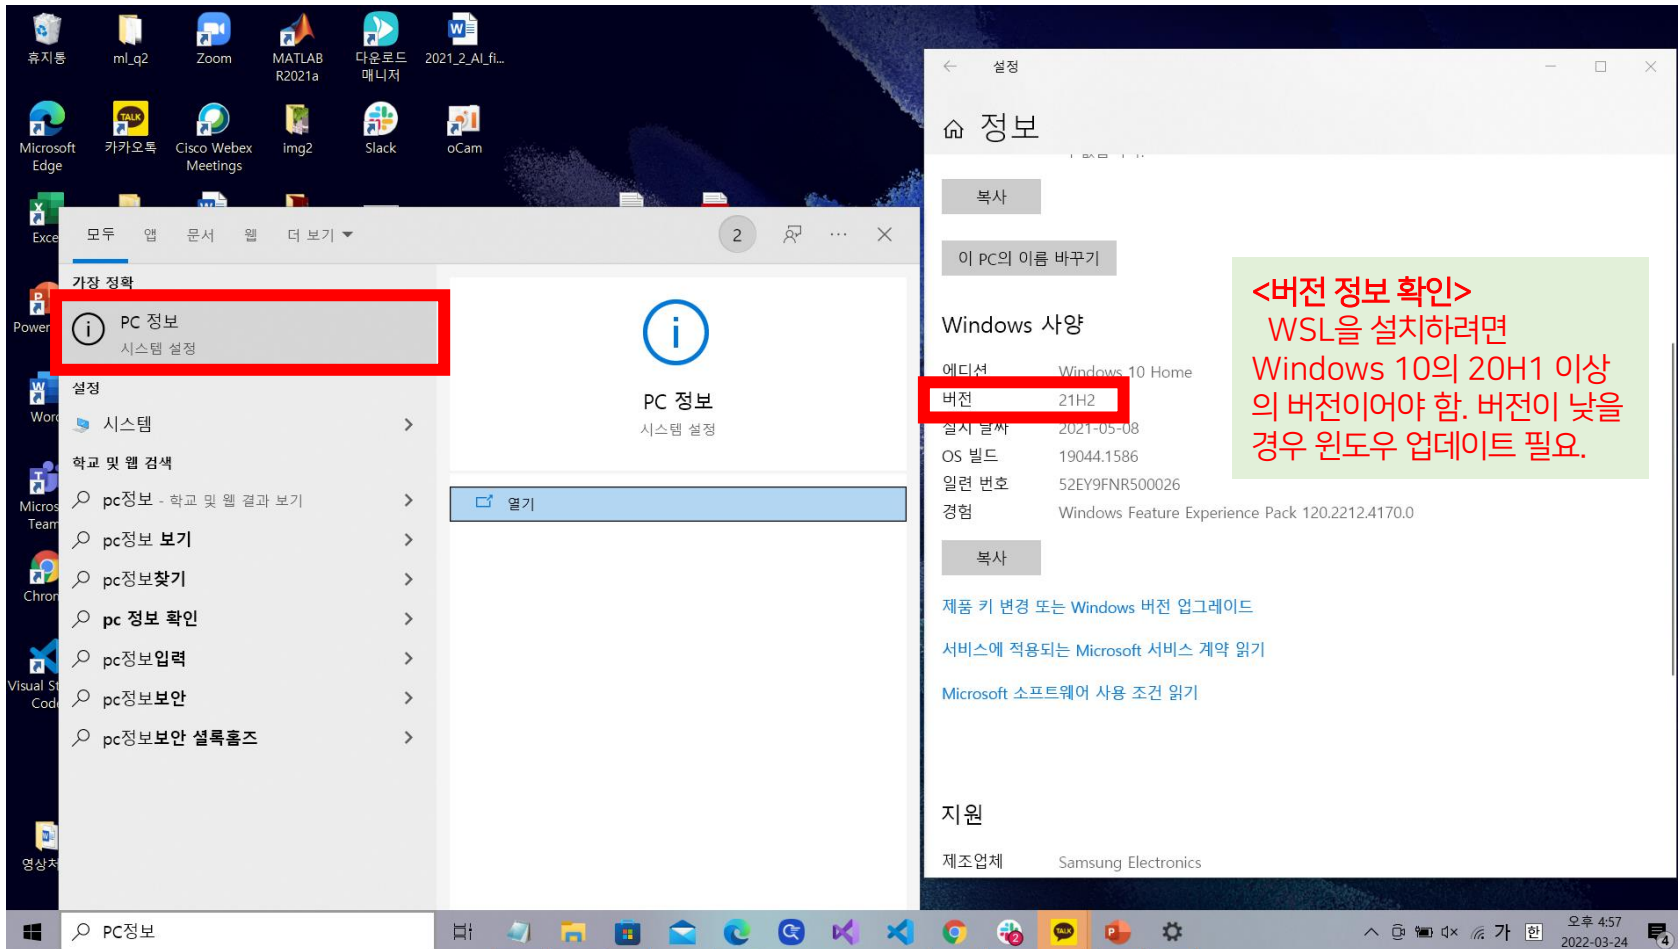 휴지통
ml_q2
Zoom
MATLAB
R2021a
다운로드
매니저
2021_2_AI_fi...
Microsoft
Edge
카카오톡
Cisco Webex
Meetings
img2
Slack
oCam
Exce
Power
Word
Micros
Team
Chron
Visual St
Code
영상처
모두
앱
문서
웹
더 보기
2
가장 정확
PC 정보
시스템 설정
설정
시스템
학교 및 웹 검색
pc정보 - 학교 및 웹 결과 보기
pc정보 보기
pc정보찾기
pc 정보 확인
pc정보입력
pc정보보안
pc정보보안 셜록홈즈
PC 정보
시스템 설정
열기
설정
정보
복사
이 PC의 이름 바꾸기
Windows 사양
에디션 Windows 10 Home
버전 21H2
설치 날짜 2021-05-08
OS 빌드 19044.1586
일련 번호 52EY9FNR500026
경험 Windows Feature Experience Pack 120.2212.4170.0
복사
제품 키 변경 또는 Windows 버전 업그레이드
서비스에 적용되는 Microsoft 서비스 계약 읽기
Microsoft 소프트웨어 사용 조건 읽기
지원
제조업체 Samsung Electronics
<버전 정보 확인>
WSL을 설치하려면
Windows 10의 20H1 이상
의 버전이어야 함. 버전이 낮을
경우 윈도우 업데이트 필요.
PC정보
가
한
오후 4:57
2022-03-24